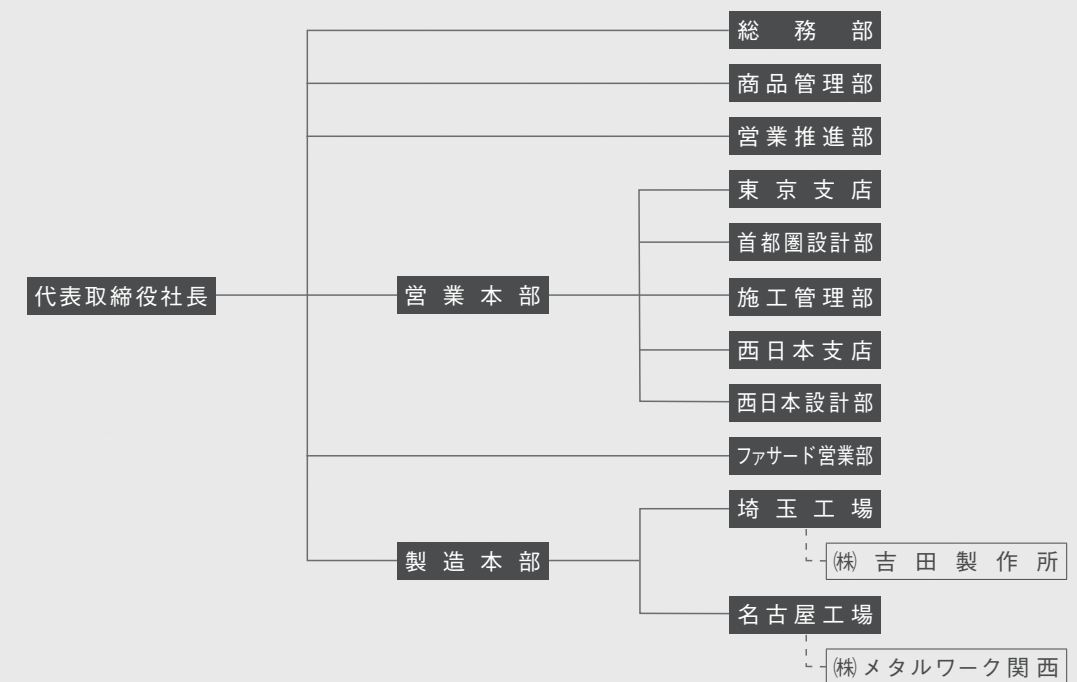 総務部
商品管理部
営業推進部
東京支店
首都圏設計部
代表取締役社長
営業本部
施工管理部
西日本支店
西日本設計部
ファサード営業部
埼玉工場
製造本部
㈱吉田製作所
名古屋工場
㈱メタルワーク関西